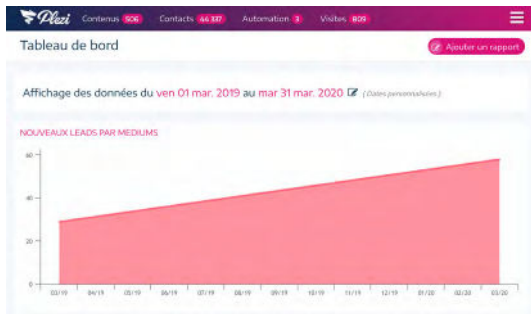 Plezi Contenus 506 Contacts 44 337 Automation 3 Visites 809
Tableau de bord
Ajouter un rapport
Affichage des données du ven 01 mar. 2019 au mar 31 mar. 2020 (Dates personnalisées)
NOUVEAUX LEADS PAR MEDIUMS
60
40
20
0
03/19 04/19 05/19 06/19 07/19 08/19 09/19 10/19 11/19 12/19 01/20 02/20 03/20